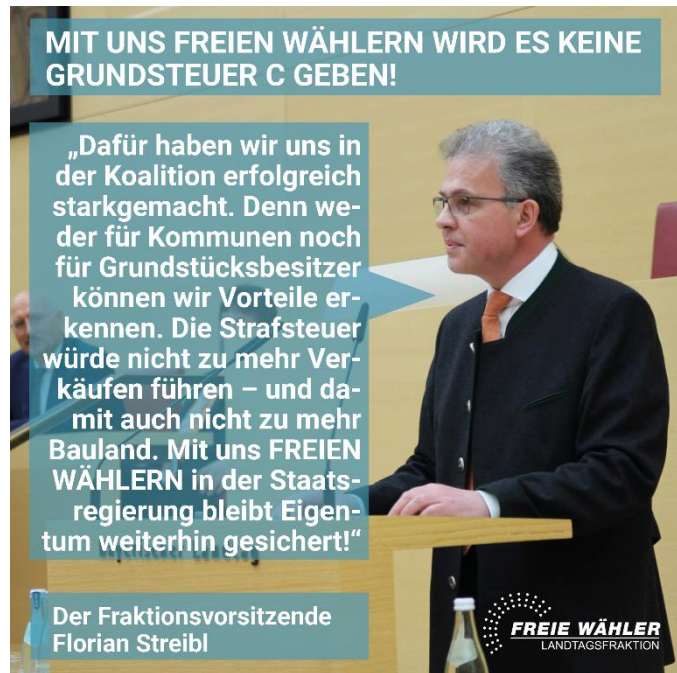 MIT UNS FREIEN WÄHLERN WIRD ES KEINE
GRUNDSTEUER C GEBEN!
„Dafür haben wir uns in
der Koalition erfolgreich
starkgemacht. Denn we-
der für Kommunen noch
für Grundstücksbesitzer
können wir Vorteile er-
kennen. Die Strafsteuer
würde nicht zu mehr Ver-
käufen führen – und da-
mit auch nicht zu mehr
Bauland. Mit uns FREIEN
WÄHLERN in der Staats-
regierung bleibt Eigen-
tum weiterhin gesichert!“
Der Fraktionsvorsitzende
Florian Streibl
FREIE WÄHLER
LANDTAGSFRAKTION